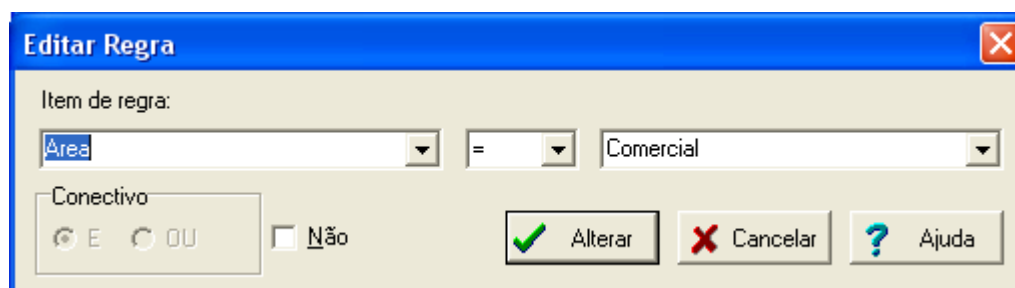 Editar Regra
Item de regra:
Area = Comercial
Conectivo
E OU Não Alterar Cancelar ? Ajuda